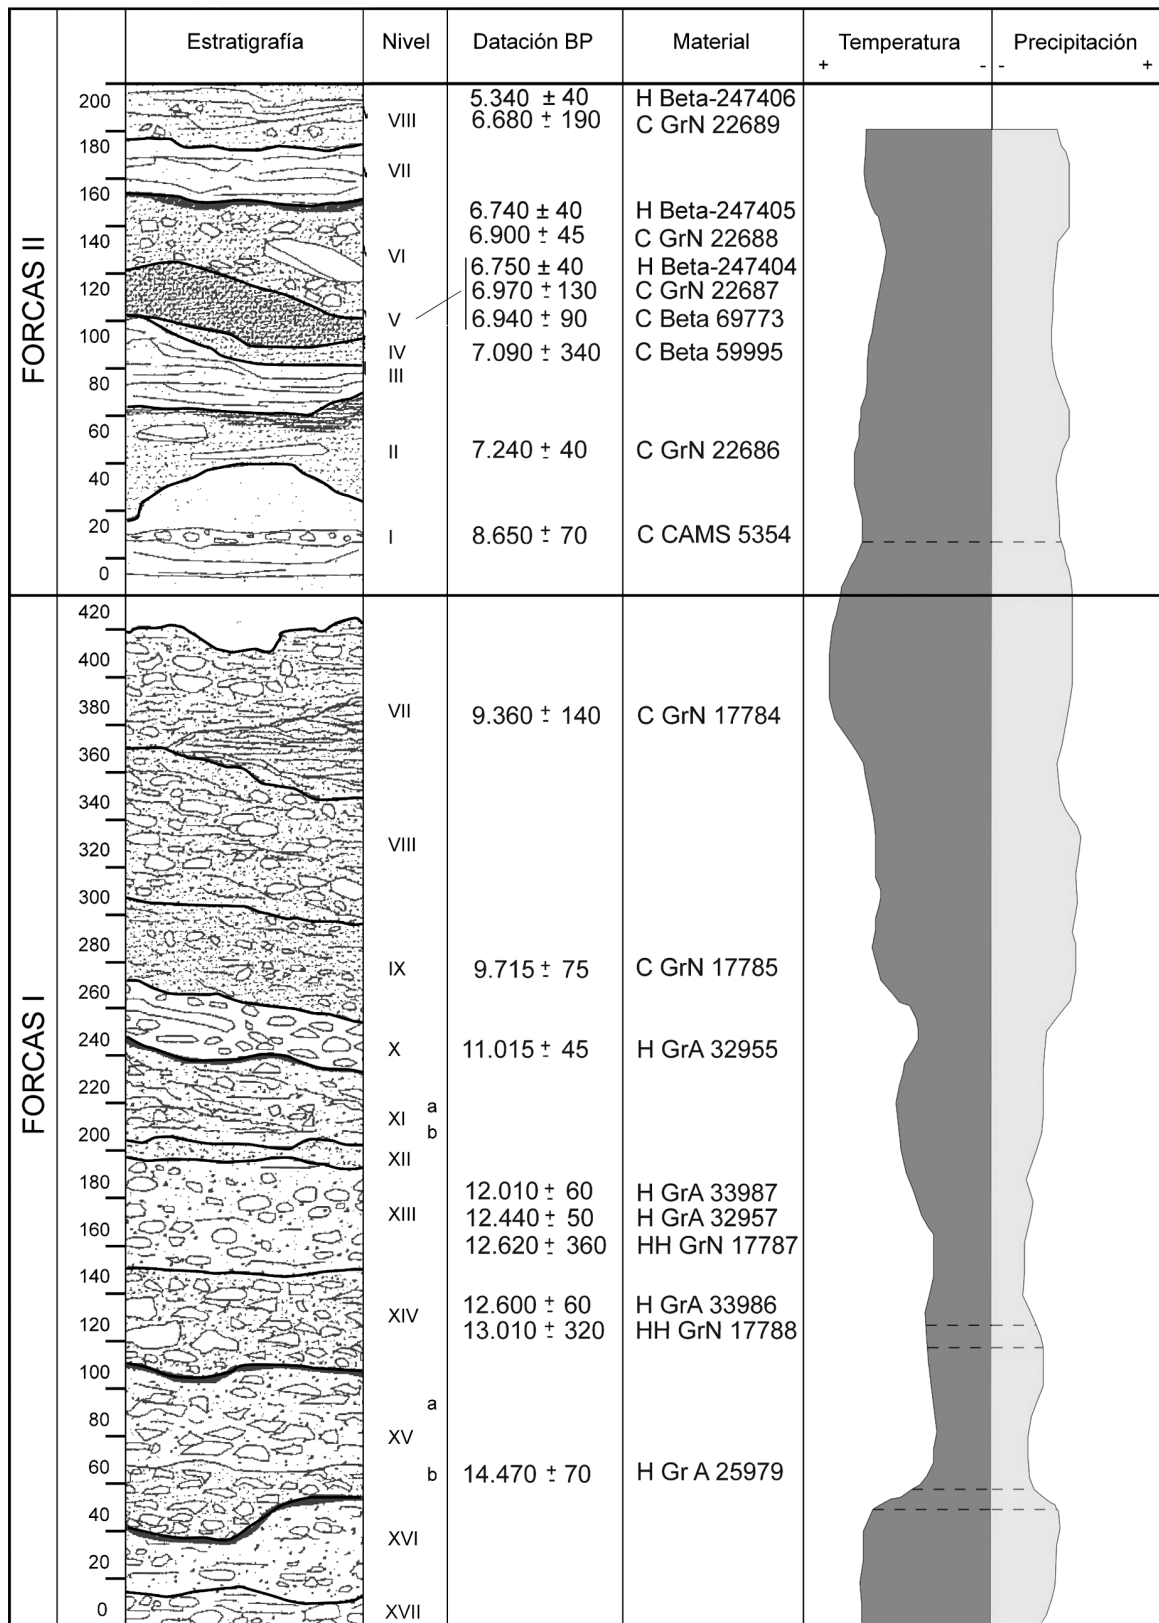 Estratigrafía Nivel Datación BP Material Temperatura Precipitación
+ - - +
FORCAS II
200 5.340 ± 40 H Beta-247406
VIII 6.680 ± 190 C GrN 22689
180
VII
160
6.740 ± 40 H Beta-247405
140 6.900 ± 45 C GrN 22688
VI
6.750 ± 40 H Beta-247404
120 6.970 ± 130 C GrN 22687
V 6.940 ± 90 C Beta 69773
100
IV 7.090 ± 340 C Beta 59995
80 III
60
II 7.240 ± 40 C GrN 22686
40
20
I 8.650 ± 70 C CAMS 5354
0
FORCAS I
420
400
380 VII 9.360 ± 140 C GrN 17784
360
340
VIII
320
300
280
IX 9.715 ± 75 C GrN 17785
260
240 X 11.015 ± 45 H GrA 32955
220
a
XI
200 b
XII
180 12.010 ± 60 H GrA 33987
XIII 12.440 ± 50 H GrA 32957
160 12.620 ± 360 HH GrN 17787
140
12.600 ± 60 H GrA 33986
XIV
120 13.010 ± 320 HH GrN 17788
100
a
80 XV
60 b 14.470 ± 70 H Gr A 25979
40
XVI
20
0 XVII